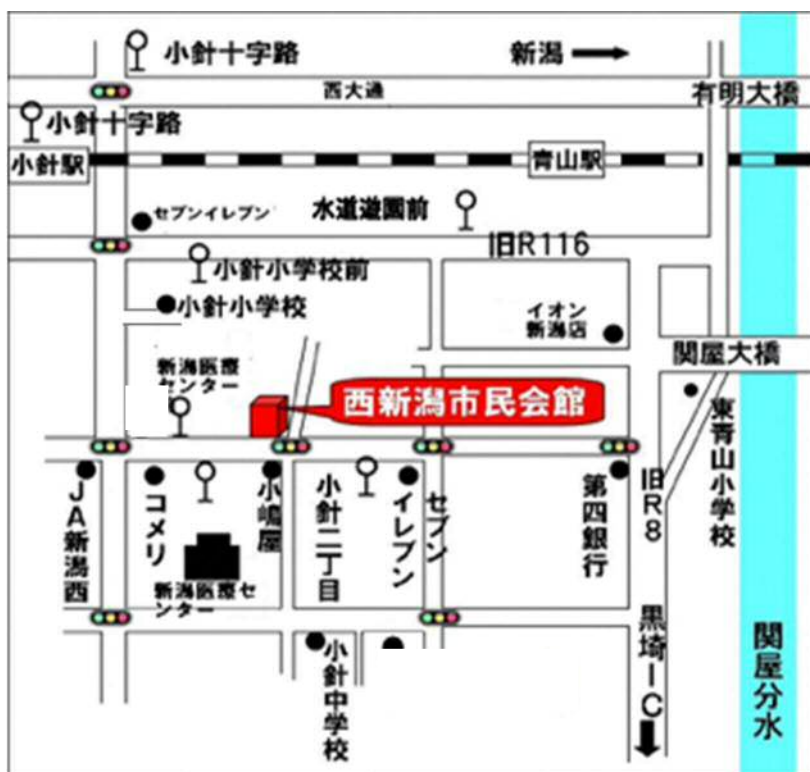 小針十字路
新潟
西大通
有明大橋
小針十字路
小針駅
青山駅
セブンイレブン
水道遊園前
旧R116
小針小学校前
小針小学校
イオン
新潟店
関屋大橋
新潟医療
センター
西新潟市民会館
東青山小学校
JA新潟西
コメリ
小嶋屋
小針二丁目
セブン
イレブン
第四銀行
旧R8
新潟医療セ
ンター
黒埼IC
関屋分水
小針中学校